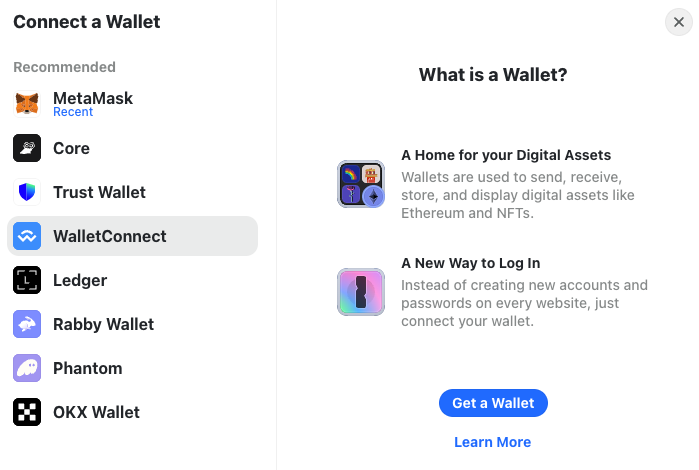 Connect a Wallet
Recommended
MetaMask
Recent
Core
Trust Wallet
WalletConnect
Ledger
Rabby Wallet
Phantom
OKX Wallet
What is a Wallet?
A Home for your Digital Assets
Wallets are used to send, receive,
store, and display digital assets like
Ethereum and NFTs.
A New Way to Log In
Instead of creating new accounts and
passwords on every website, just
connect your wallet.
Get a Wallet
Learn More